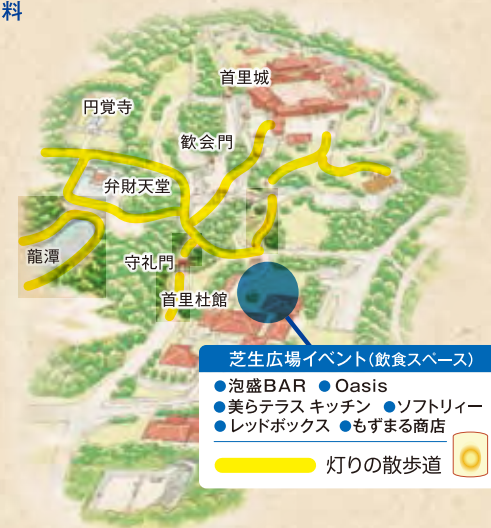 料
首里城
円覚寺
歓会門
弁財天堂
龍潭
守礼門
首里杜館
芝生広場イベント（飲食スペース）
●泡盛BAR ●Oasis
●美らテラス キッチン ●ソフトリィー
●レッドボックス ●もずまる商店
灯りの散歩道